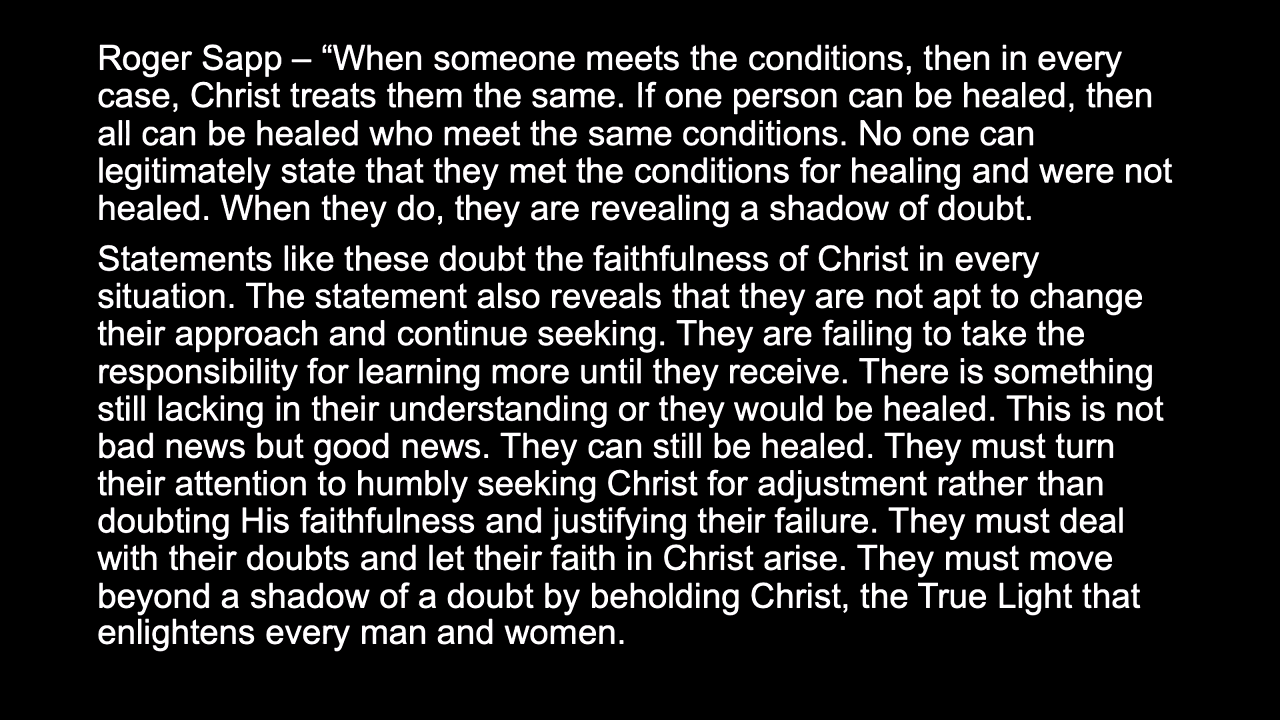 Roger Sapp – “When someone meets the conditions, then in every
case, Christ treats them the same. If one person can be healed, then
all can be healed who meet the same conditions. No one can
legitimately state that they met the conditions for healing and were not
healed. When they do, they are revealing a shadow of doubt.
Statements like these doubt the faithfulness of Christ in every
situation. The statement also reveals that they are not apt to change
their approach and continue seeking. They are failing to take the
responsibility for learning more until they receive. There is something
still lacking in their understanding or they would be healed. This is not
bad news but good news. They can still be healed. They must turn
their attention to humbly seeking Christ for adjustment rather than
doubting His faithfulness and justifying their failure. They must deal
with their doubts and let their faith in Christ arise. They must move
beyond a shadow of a doubt by beholding Christ, the True Light that
enlightens every man and women.